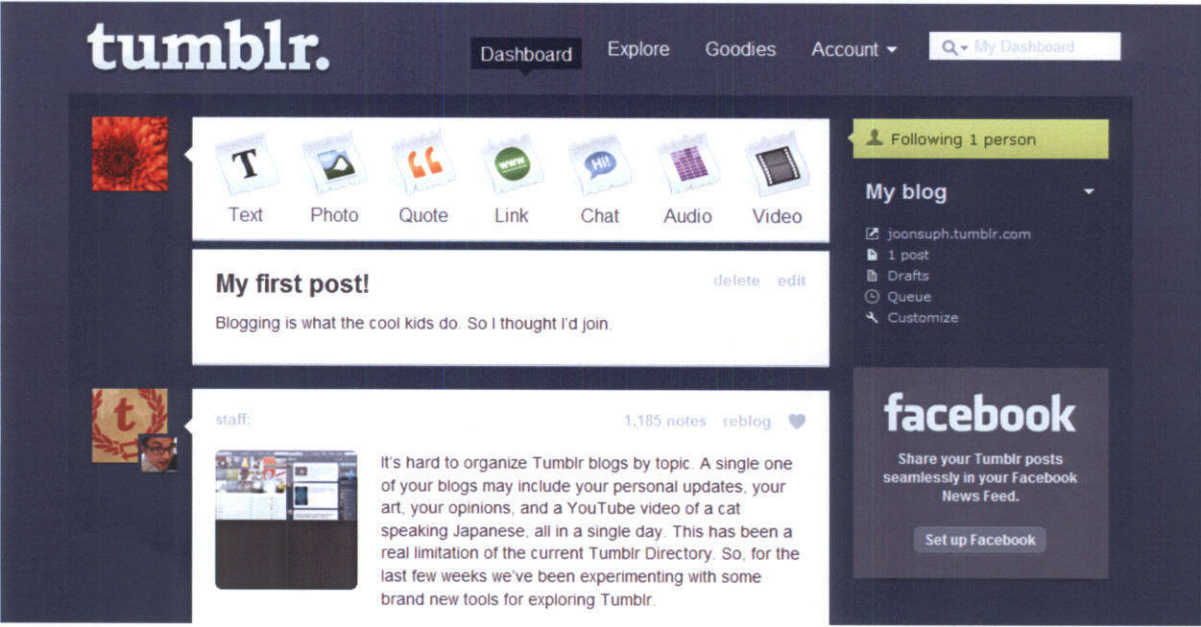 tumblr.
Dashboard Explore Goodies Account My Dashboard
T www Hi!
Text Photo Quote Link Chat Audio Video
Following 1 person
My blog
joonsuph.tumblr.com
1 post
Drafts
Queue
Customize
My first post! delete edit
Blogging is what the cool kids do. So I thought I'd join.
t
staff: 1,185 notes reblog
It's hard to organize Tumblr blogs by topic. A single one
of your blogs may include your personal updates, your
art, your opinions, and a YouTube video of a cat
speaking Japanese, all in a single day. This has been a
real limitation of the current Tumblr Directory. So, for the
last few weeks we've been experimenting with some
brand new tools for exploring Tumblr.
facebook
Share your Tumblr posts
seamlessly in your Facebook
News Feed.
Set up Facebook